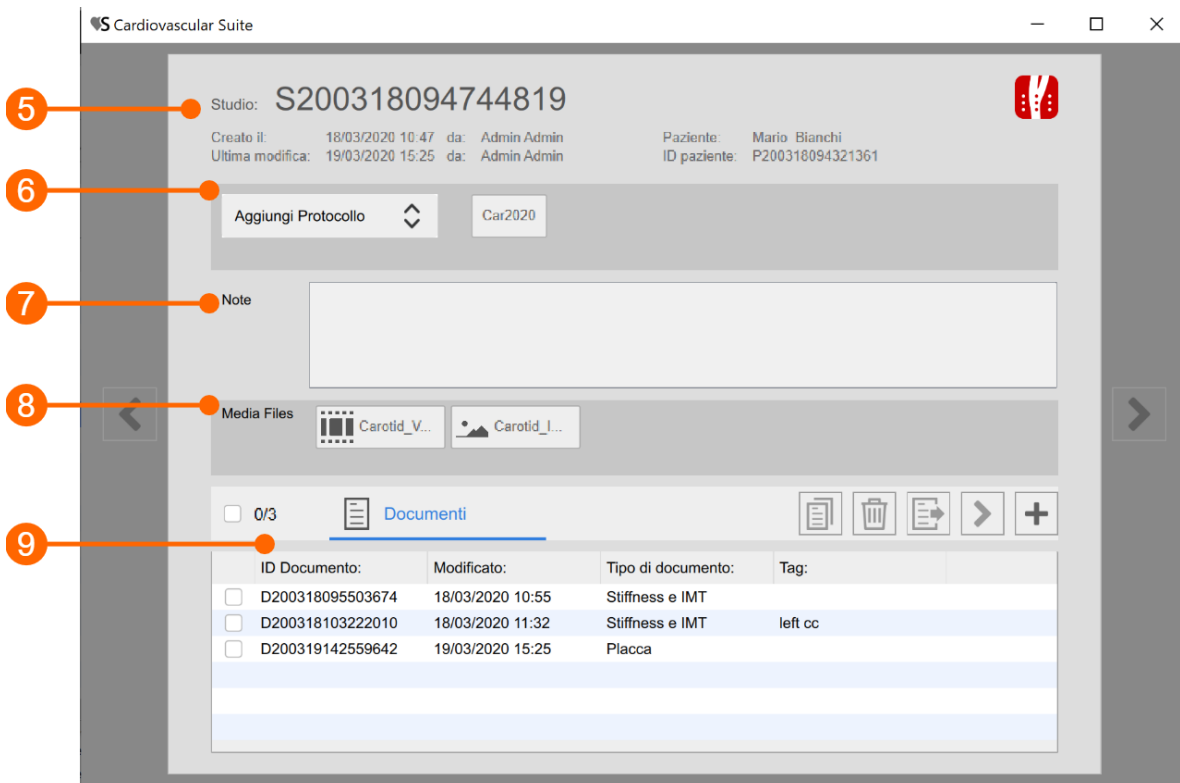 S Cardiovascular Suite
5
Studio: S200318094744819
Creato il: 18/03/2020 10:47 da: Admin Admin Paziente: Mario Bianchi
Ultima modifica: 19/03/2020 15:25 da: Admin Admin ID paziente: P200318094321361
6
Aggiungi Protocollo Car2020
7
Note
8
Media Files Carotid_V... Carotid_I...
0/3 Documenti
9
ID Documento: Modificato: Tipo di documento: Tag:
D200318095503674 18/03/2020 10:55 Stiffness e IMT
D200318103222010 18/03/2020 11:32 Stiffness e IMT left cc
D200319142559642 19/03/2020 15:25 Placca